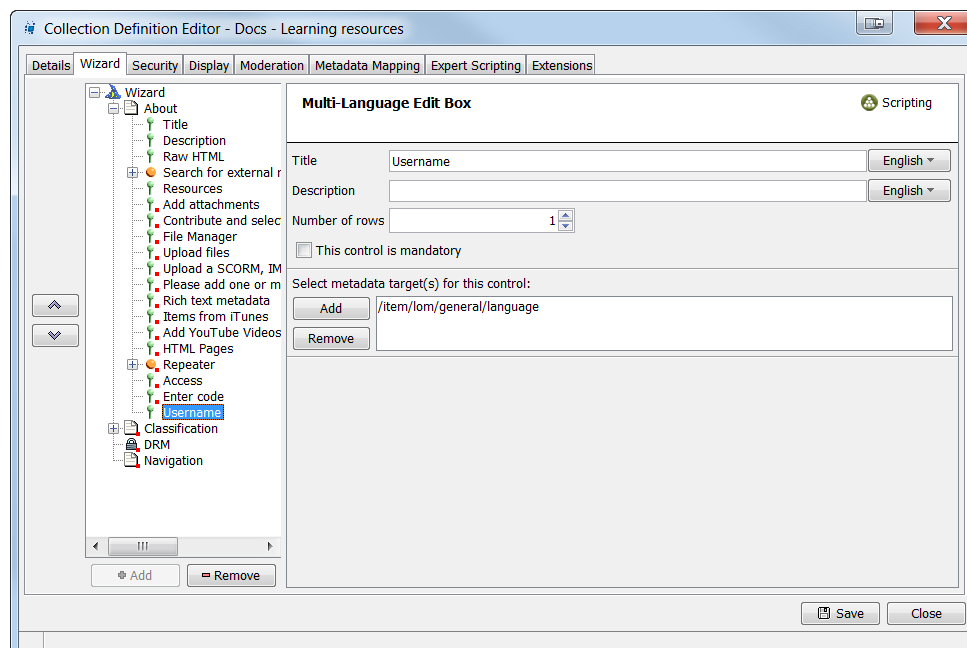 Collection Definition Editor - Docs - Learning resources
Details Wizard Security Display Moderation Metadata Mapping Expert Scripting Extensions
Wizard
About
Title
Description
Raw HTML
Search for external r
Resources
Add attachments
Contribute and selec
File Manager
Upload files
Upload a SCORM, IM
Please add one or m
Rich text metadata
Items from iTunes
Add YouTube Videos
HTML Pages
Repeater
Access
Enter code
Username
Classification
DRM
Navigation
Add Remove
Multi-Language Edit Box Scripting
Title Username English
Description English
Number of rows 1
This control is mandatory
Select metadata target(s) for this control:
Add /item/lom/general/language
Remove
Save Close